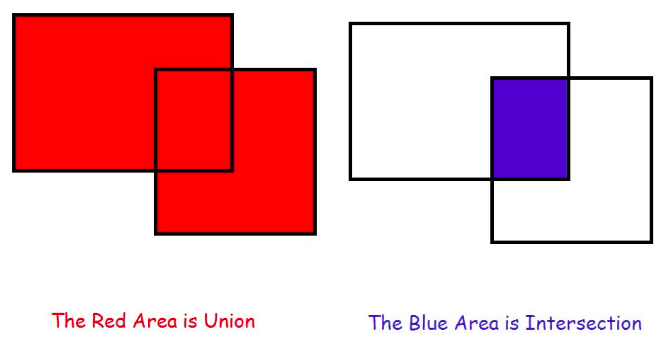 The Red Area is Union
The Blue Area is Intersection